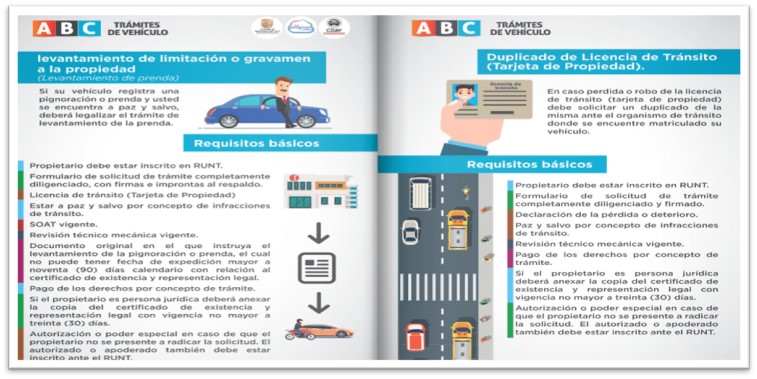 ABC TRÁMITES
DE VEHÍCULO
levantamiento de limitación o gravamen
a la propiedad
(Levantamiento de prenda)
Si su vehículo registra una
pignoración o prenda y usted
se encuentra a paz y salvo,
deberá legalizar el trámite de
levantamiento de la prenda.
Requisitos básicos
Propietario debe estar inscrito en RUNT.
Formulario de solicitud de trámite completamente
diligenciado, con firmas e improntas al respaldo.
Licencia de tránsito (Tarjeta de Propiedad)
Estar a paz y salvo por concepto de infracciones
de tránsito.
SOAT vigente.
Revisión técnico mecánica vigente.
Documento original en el que instruya el
levantamiento de la pignoración o prenda, el cual
no puede tener fecha de expedición mayor a
noventa (90) días calendario con relación al
certificado de existencia y representación legal.
Pago de los derechos por concepto de trámite.
Si el propietario es persona jurídica deberá anexar
la copia del certificado de existencia y
representación legal con vigencia no mayor a
treinta (30) días.
Autorización o poder especial en caso de que el
propietario no se presente a radicar la solicitud. El
autorizado o apoderado también debe estar
inscrito ante el RUNT.
ABC TRÁMITES
DE VEHÍCULO
Duplicado de Licencia de Tránsito
(Tarjeta de Propiedad).
En caso perdida o robo de la licencia
de tránsito (tarjeta de propiedad)
debe solicitar un duplicado de la
misma ante el organismo de tránsito
donde se encuentre matriculado su
vehículo.
Requisitos básicos
Propietario debe estar inscrito en RUNT.
Formulario de solicitud de trámite
completamente diligenciado y firmado.
Declaración de la pérdida o deterioro.
Paz y salvo por concepto de infracciones
de tránsito.
Revisión técnico mecánica vigente.
Pago de los derechos por concepto de
trámite.
Si el propietario es persona jurídica
deberá anexar la copia del certificado de
existencia y representación legal con
vigencia no mayor a treinta (30) días.
Autorización o poder especial en caso de
que el propietario no se presente a radicar
la solicitud. El autorizado o apoderado
también debe estar inscrito ante el RUNT.